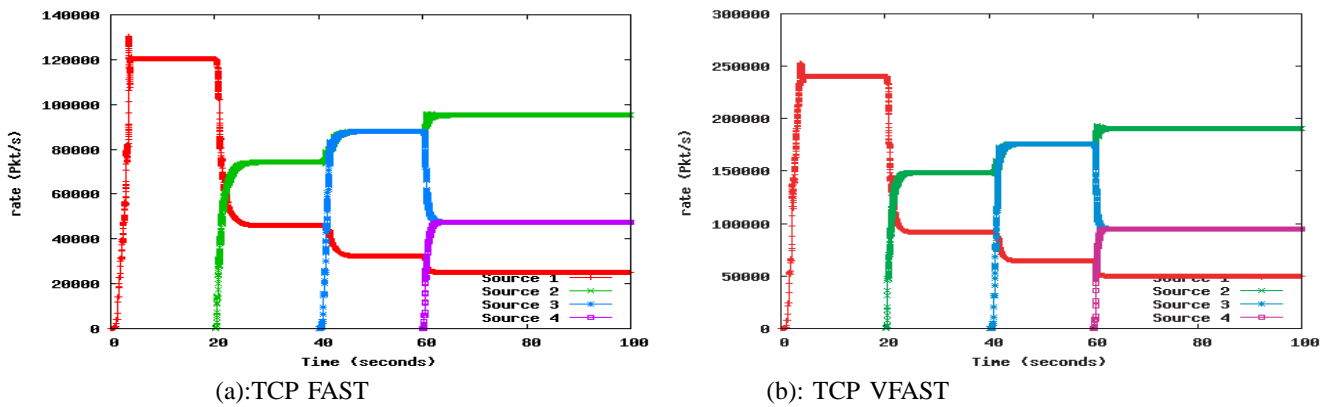 140000
120000
100000
80000
60000
40000
20000
0
rate (Pkt/s)
0 20 40 60 80 100
Time (seconds)
Source 1
Source 2
Source 3
Source 4
(a):TCP FAST
300000
250000
200000
150000
100000
50000
0
rate (Pkt/s)
0 20 40 60 80 100
Time (seconds)
Source 1
Source 2
Source 3
Source 4
(b): TCP VFAST